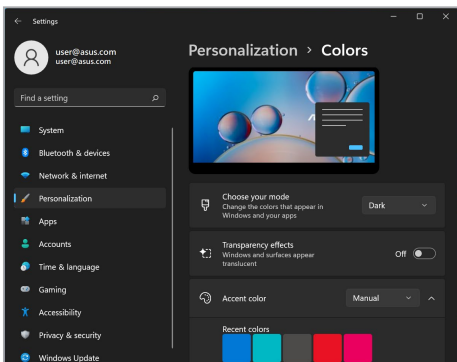 Settings
user@asus.com
user@asus.com
Find a setting
System
Bluetooth & devices
Network & internet
Personalization
Apps
Accounts
Time & language
Gaming
Accessibility
Privacy & security
Windows Update
Personalization > Colors
Choose your mode
Change the colors that appear in
Windows and your apps
Dark
Transparency effects
Windows and surfaces appear
translucent
Off
Accent color
Manual
Recent colors